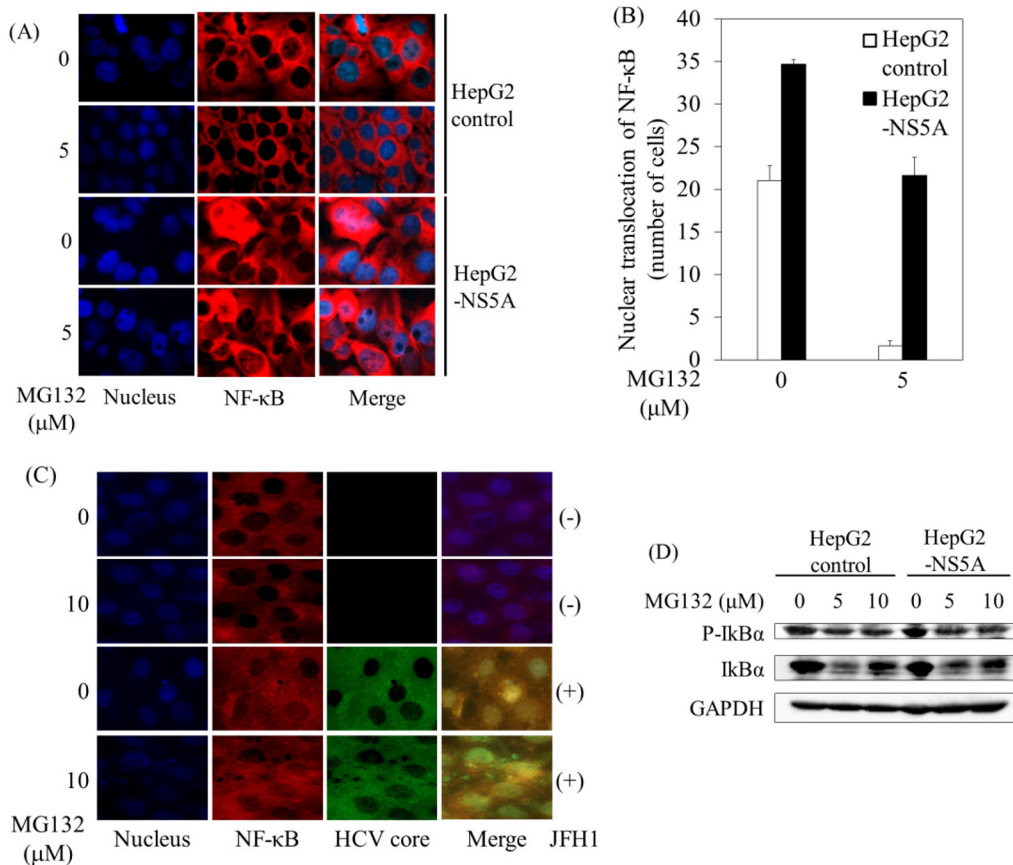 (A)
0
5
0
5
HepG2
control
HepG2
-NS5A
MG132
(μM)
Nucleus
NF-κB
Merge
(B)
Nuclear translocation of NF-κB
(number of cells)
40
35
30
25
20
15
10
5
0
HepG2
control
HepG2
-NS5A
MG132
(μM)
0
5
(C)
0
(-)
10
(-)
0
(+)
10
(+)
MG132
(μM)
Nucleus
NF-κB
HCV core
Merge
JFH1
(D)
HepG2
control
HepG2
-NS5A
MG132 (μM) 0 5 10 0 5 10
P-IkBα
IkBα
GAPDH